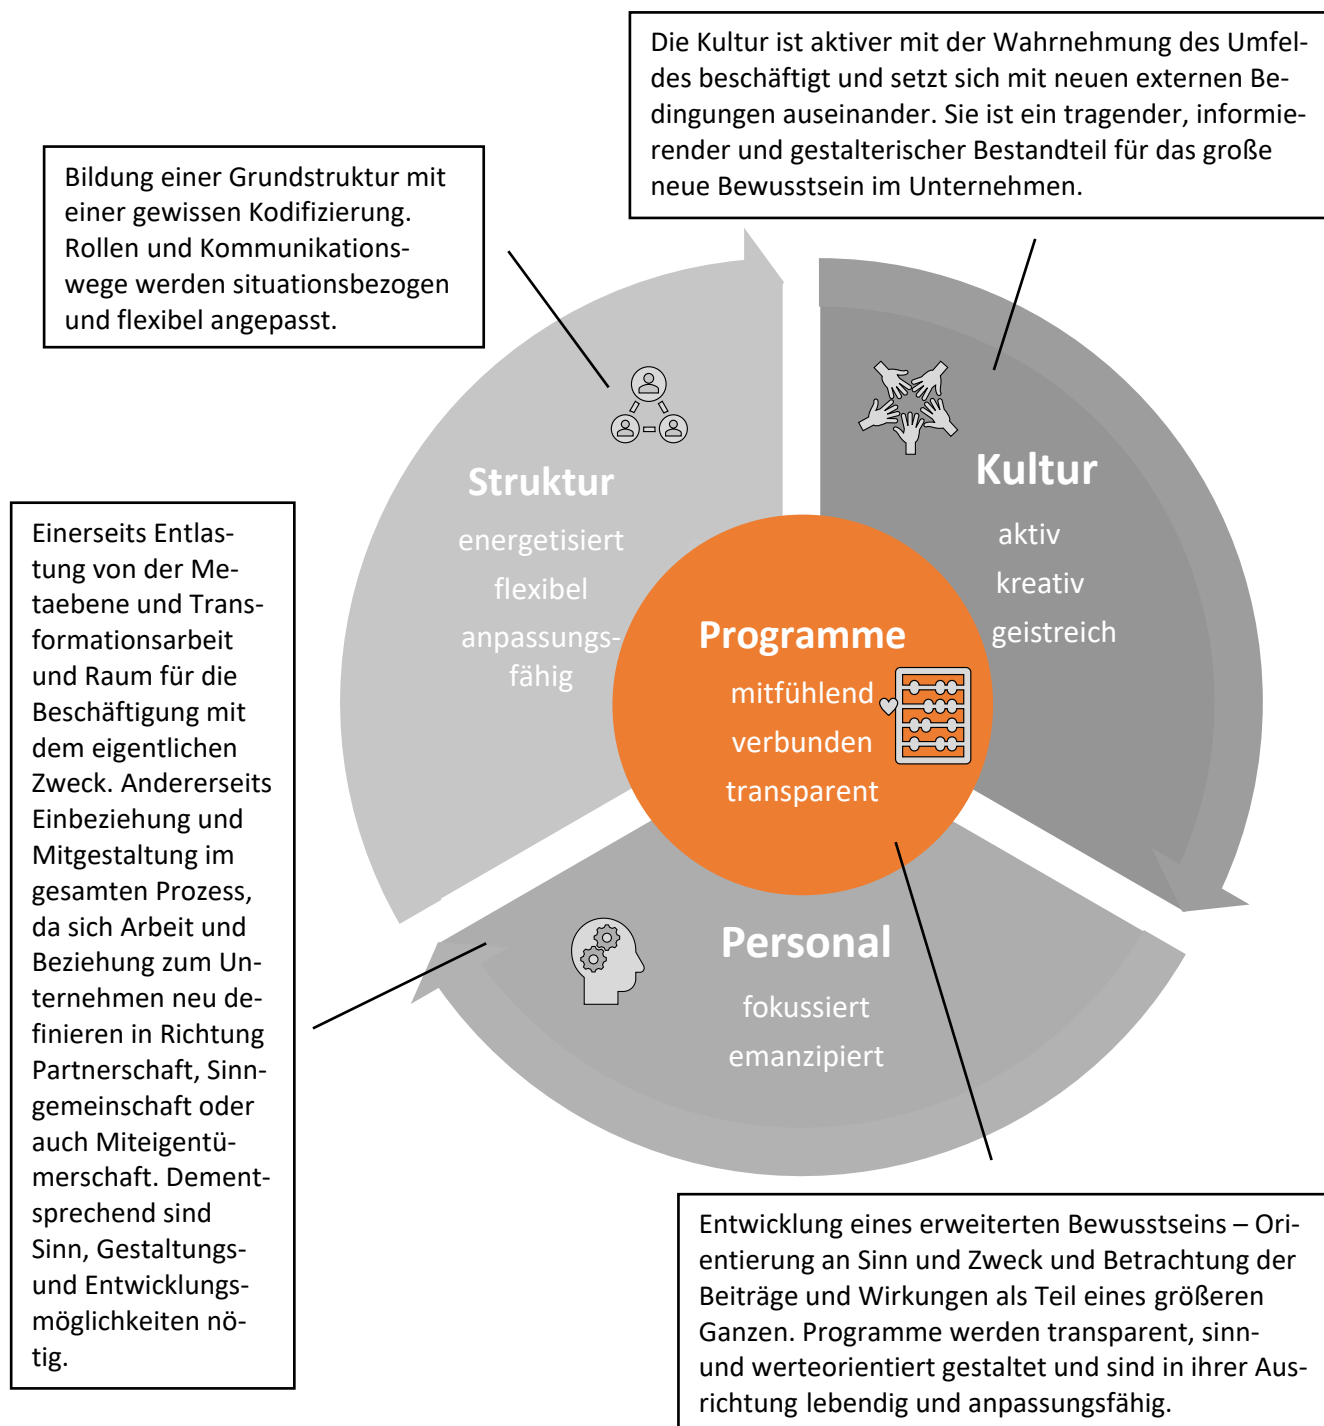 Die Kultur ist aktiver mit der Wahrnehmung des Umfel-
des beschäftigt und setzt sich mit neuen externen Be-
dingungen auseinander. Sie ist ein tragender, informie-
render und gestalterischer Bestandteil für das große
neue Bewusstsein im Unternehmen.
Bildung einer Grundstruktur mit
einer gewissen Kodifizierung.
Rollen und Kommunikations-
wege werden situationsbezogen
und flexibel angepasst.
Struktur
energetisiert
flexibel
anpassungs-
fähig
Kultur
aktiv
kreativ
geistreich
Programme
mitfühlend
verbunden
transparent
Personal
fokussiert
emanzipiert
Einerseits Entlas-
tung von der Me-
taebene und Trans-
formationsarbeit
und Raum für die
Beschäftigung mit
dem eigentlichen
Zweck. Andererseits
Einbeziehung und
Mitgestaltung im
gesamten Prozess,
da sich Arbeit und
Beziehung zum Un-
ternehmen neu de-
finieren in Richtung
Partnerschaft, Sinn-
gemeinschaft oder
auch Miteigentü-
merschaft. Dement-
sprechend sind
Sinn, Gestaltungs-
und Entwicklungs-
möglichkeiten nö-
tig.
Entwicklung eines erweiterten Bewusstseins – Ori-
entierung an Sinn und Zweck und Betrachtung der
Beiträge und Wirkungen als Teil eines größeren
Ganzen. Programme werden transparent, sinn-
und werteorientiert gestaltet und sind in ihrer Aus-
richtung lebendig und anpassungsfähig.